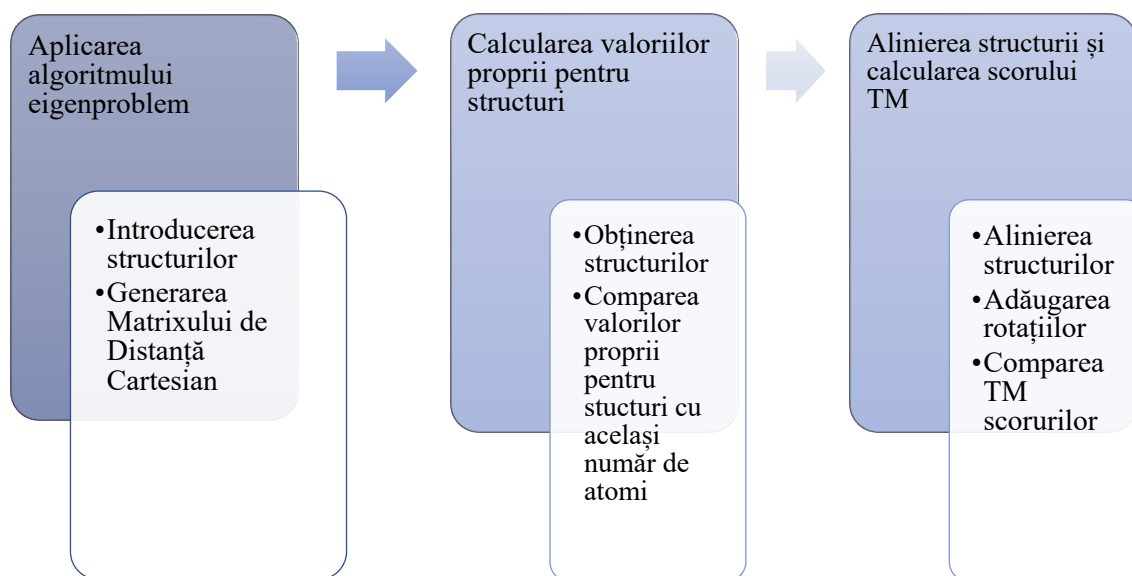 Aplicarea
algoritmului
eigenproblem
•Introducerea
structurilor
•Generarea
Matrixului de
Distanță
Cartesian
Calcularea valoriilor
proprii pentru
structuri
•Obținerea
structurilor
•Comparea
valorilor
proprii
pentru
stucturi cu
același
număr de
atomi
Alinierea structurii și
calcularea scorului
TM
•Alinierea
structurilor
•Adăugarea
rotațiilor
•Comparea
TM
scorurilor